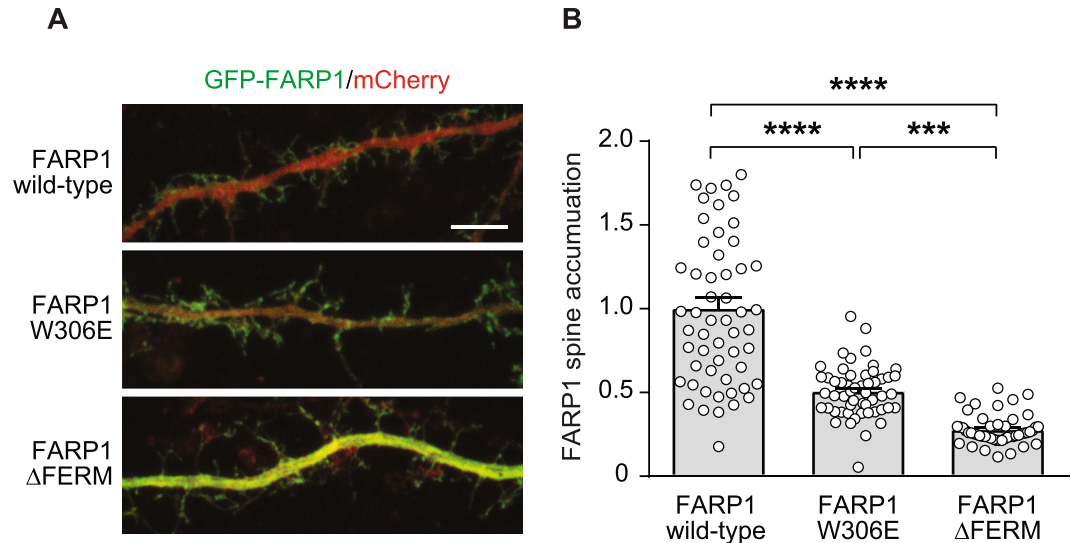 A
GFP-FARP1/mCherry
FARP1
wild-type
FARP1
W306E
FARP1
ΔFERM
B
****
****
***
FARP1 spine accumuation
2.0
1.5
1.0
0.5
0
FARP1
wild-type
FARP1
W306E
FARP1
ΔFERM